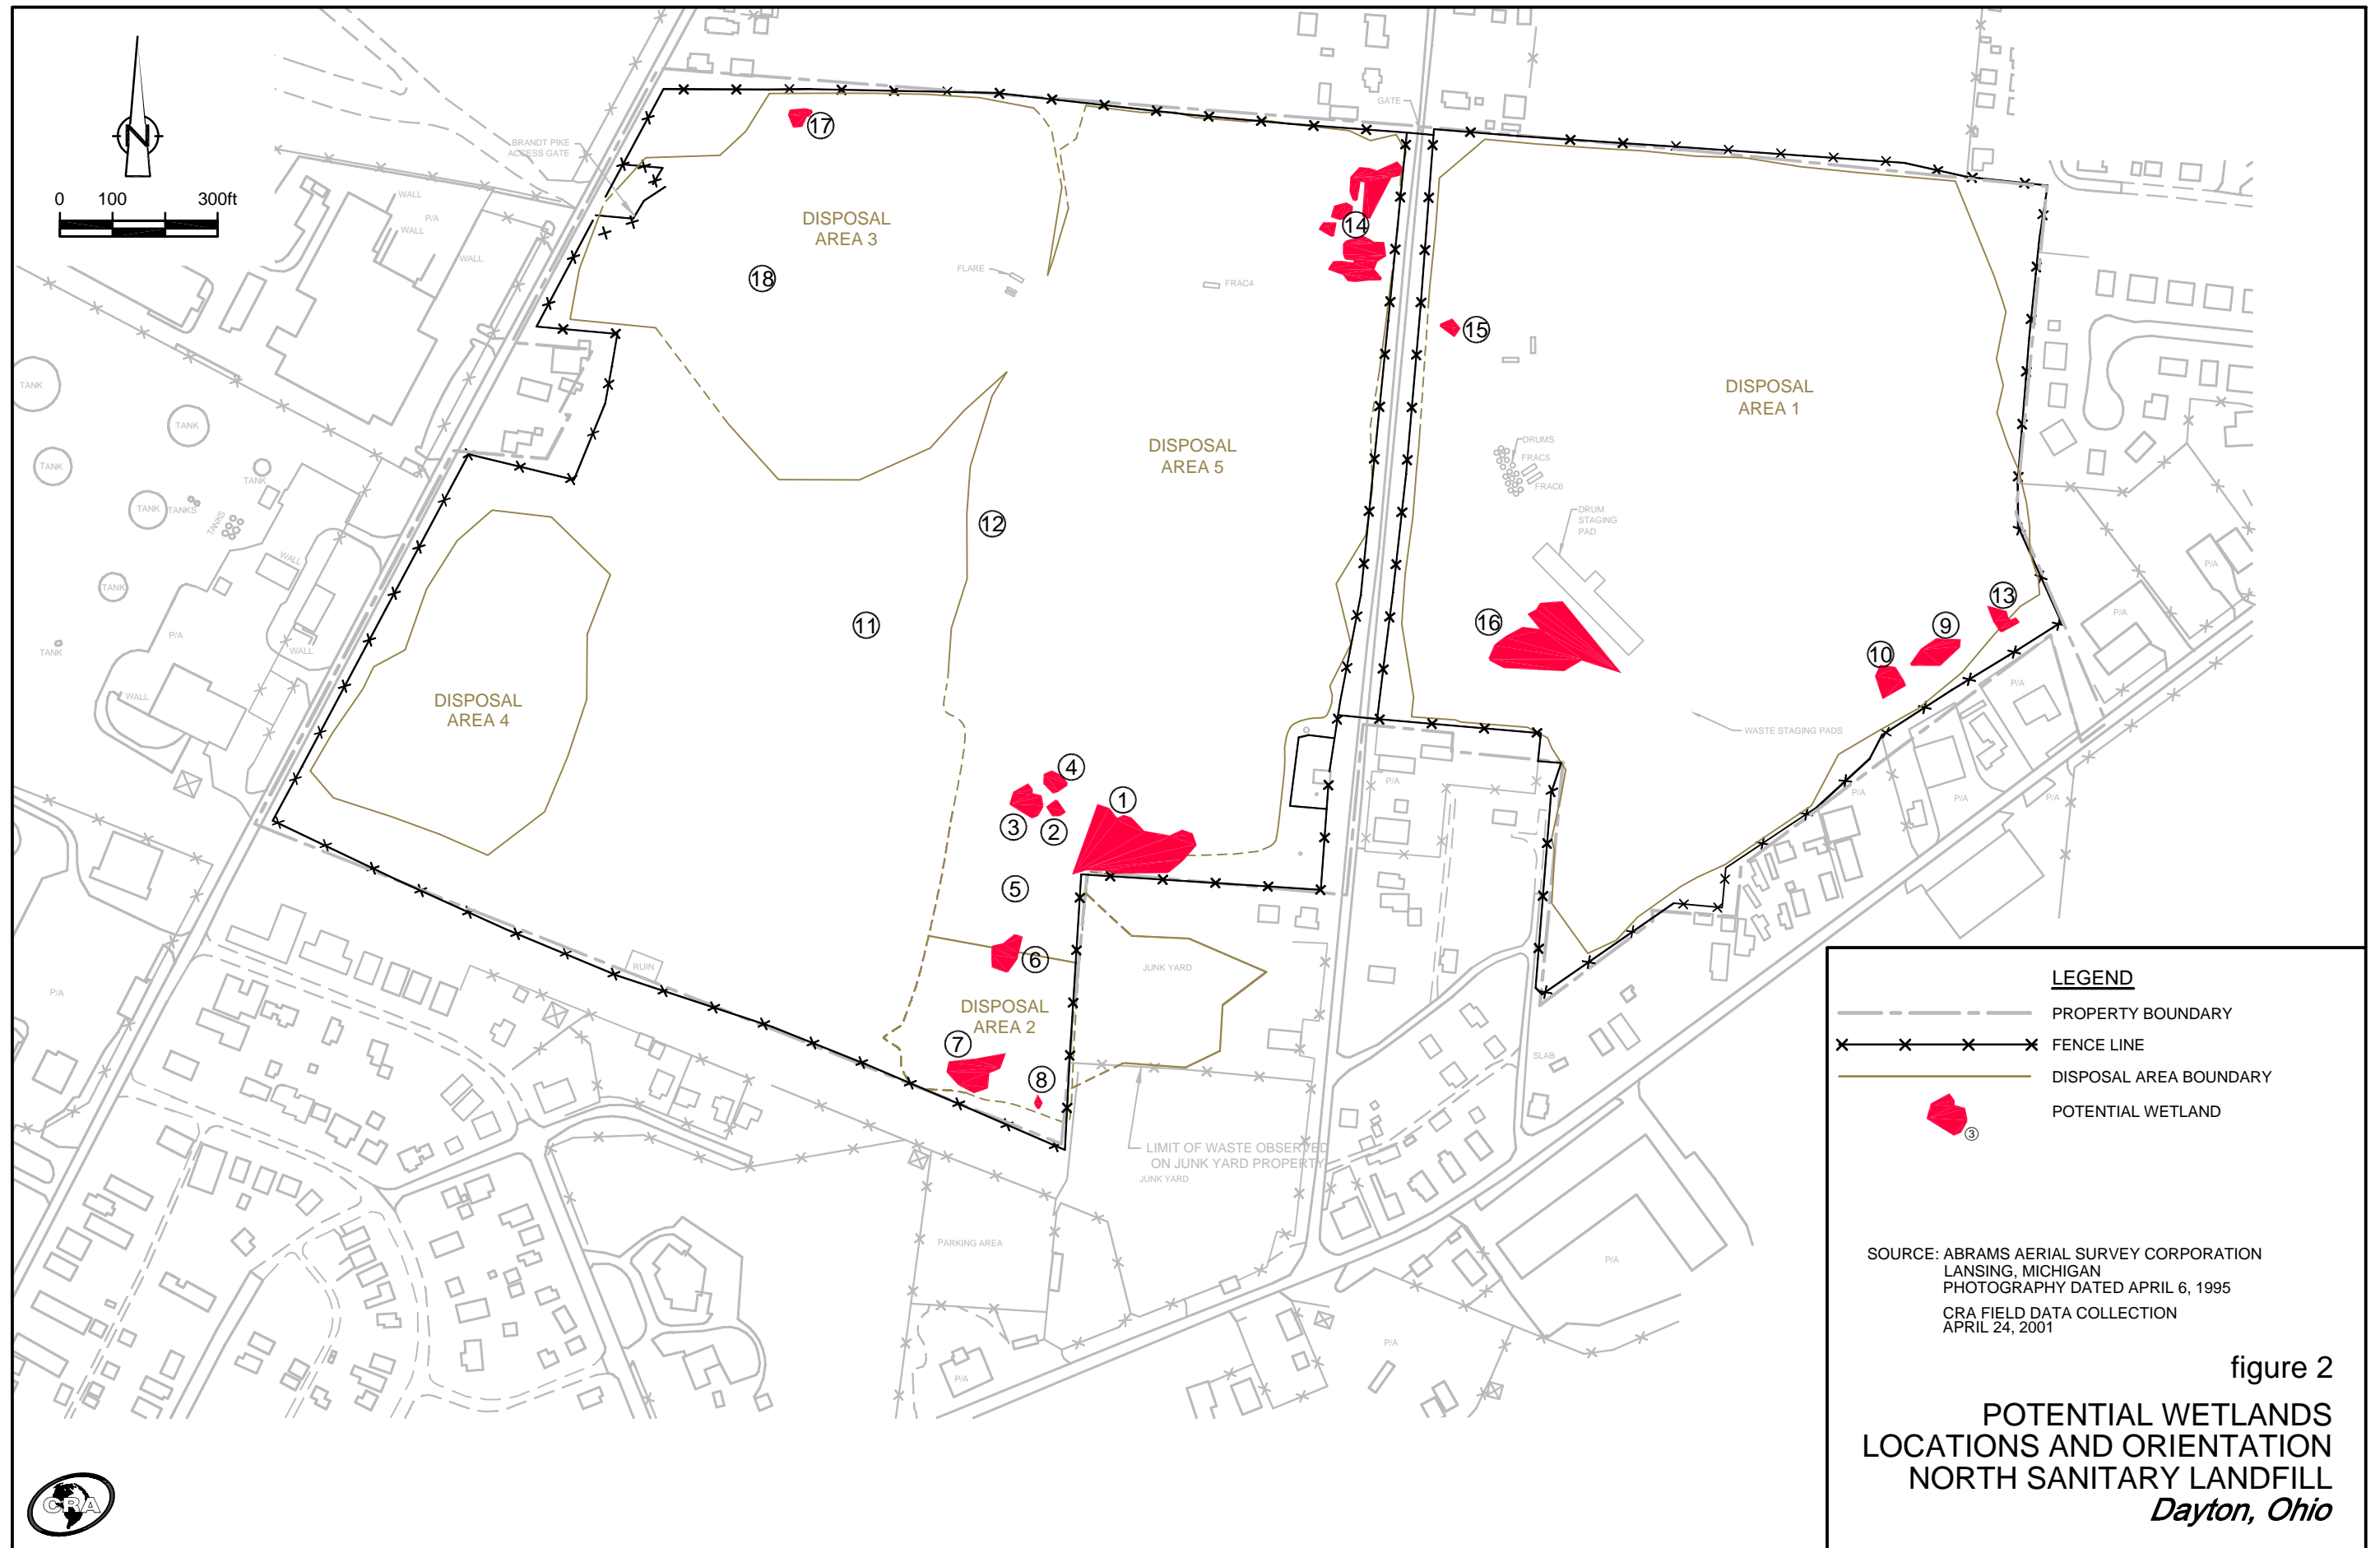 N
0 100 300ft
BRANDT PIKE
ACCESS GATE
WALL
P/A
WALL
WALL
GATE
17
DISPOSAL
AREA 3
14
18
FLARE
FRAC4
15
TANK
TANK
TANK
TANK
TANK
TANKS
TANKS
WALL
TANK
TANK
P/A
WALL
WALL
DISPOSAL
AREA 1
DISPOSAL
AREA 5
DRUMS
FRAC5
FRAC6
DRUM
STAGING
PAD
12
11
16
13
9
10
P/A
P/A
P/A
DISPOSAL
AREA 4
WASTE STAGING PADS
4
3
2
1
P/A
P/A
P/A
P/A
5
6
RUIN
P/A
JUNK YARD
DISPOSAL
AREA 2
7
8
SLAB
LIMIT OF WASTE OBSERVED
ON JUNK YARD PROPERTY
JUNK YARD
PARKING AREA
P/A
P/A
P/A
LEGEND
PROPERTY BOUNDARY
FENCE LINE
DISPOSAL AREA BOUNDARY
POTENTIAL WETLAND
3
SOURCE: ABRAMS AERIAL SURVEY CORPORATION
LANSING, MICHIGAN
PHOTOGRAPHY DATED APRIL 6, 1995
CRA FIELD DATA COLLECTION
APRIL 24, 2001
figure 2
POTENTIAL WETLANDS
LOCATIONS AND ORIENTATION
NORTH SANITARY LANDFILL
Dayton, Ohio
CRA